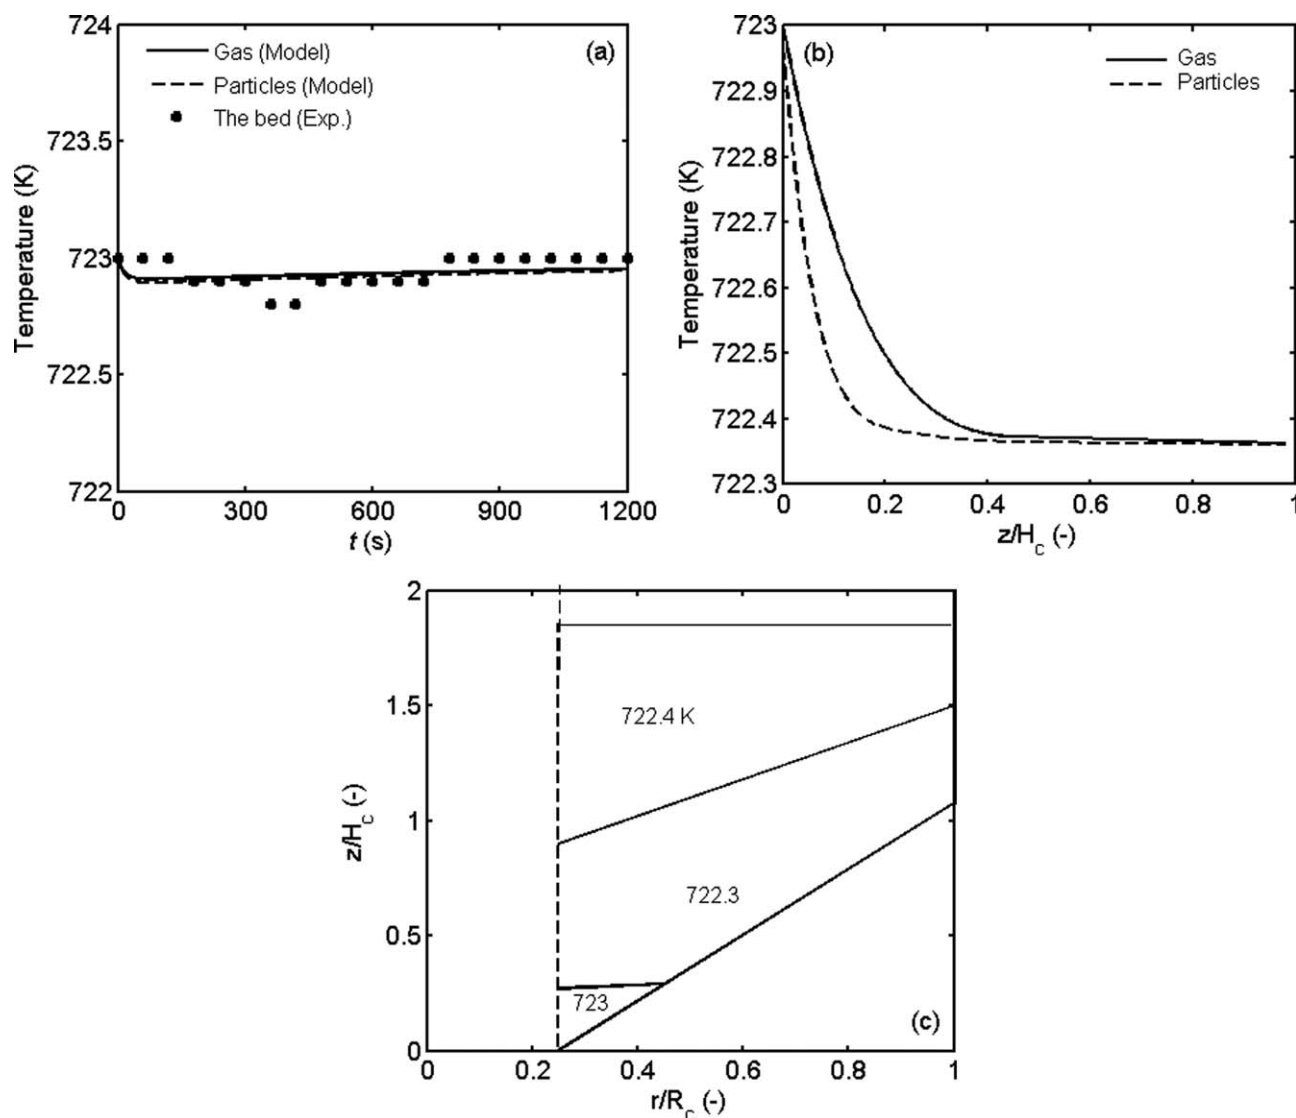 724
723.5
723
722.5
722
Temperature (K)
Gas (Model)
Particles (Model)
The bed (Exp.)
(a)
0
300
600
900
1200
t (s)
723
722.9
722.8
722.7
722.6
722.5
722.4
722.3
Temperature (K)
(b)
Gas
Particles
0
0.2
0.4
0.6
0.8
1
z/H_c (-)
2
1.5
1
0.5
0
z/H_c (-)
722.4 K
722.3
723
(c)
0
0.2
0.4
0.6
0.8
1
r/R_c (-)